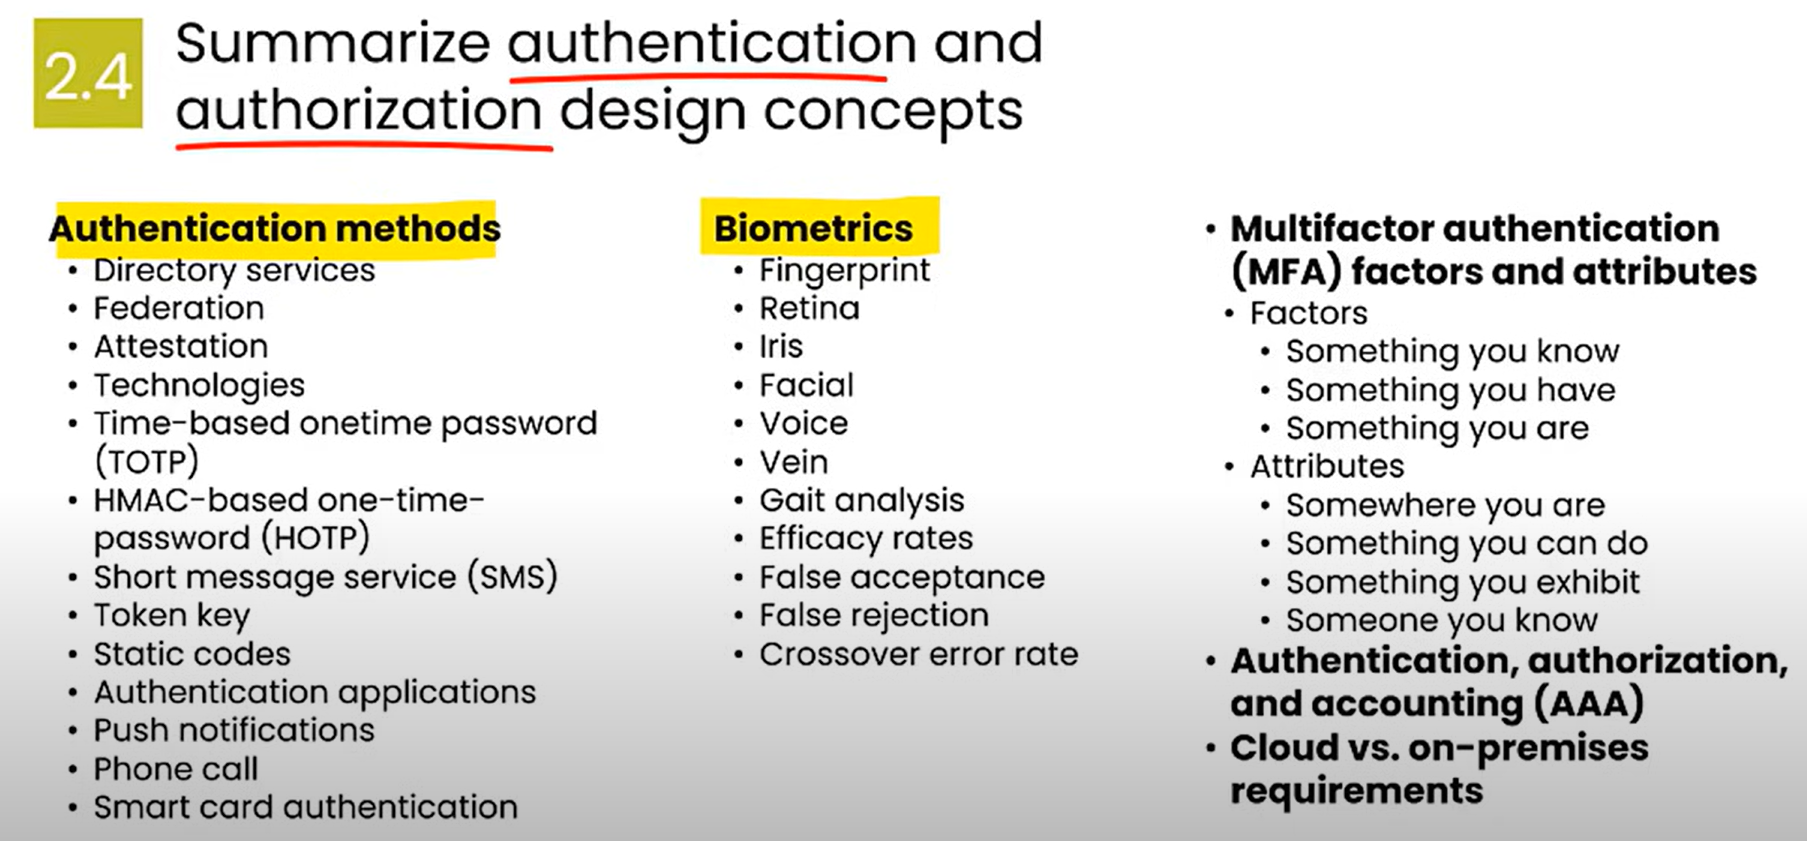 2.4
Summarize authentication and
authorization design concepts
Authentication methods
• Directory services
• Federation
• Attestation
• Technologies
• Time-based onetime password
(TOTP)
• HMAC-based one-time-
password (HOTP)
• Short message service (SMS)
• Token key
• Static codes
• Authentication applications
• Push notifications
• Phone call
• Smart card authentication
Biometrics
• Fingerprint
• Retina
• Iris
• Facial
• Voice
• Vein
• Gait analysis
• Efficacy rates
• False acceptance
• False rejection
• Crossover error rate
• Multifactor authentication
(MFA) factors and attributes
• Factors
• Something you know
• Something you have
• Something you are
• Attributes
• Somewhere you are
• Something you can do
• Something you exhibit
• Someone you know
• Authentication, authorization,
and accounting (AAA)
• Cloud vs. on-premises
requirements